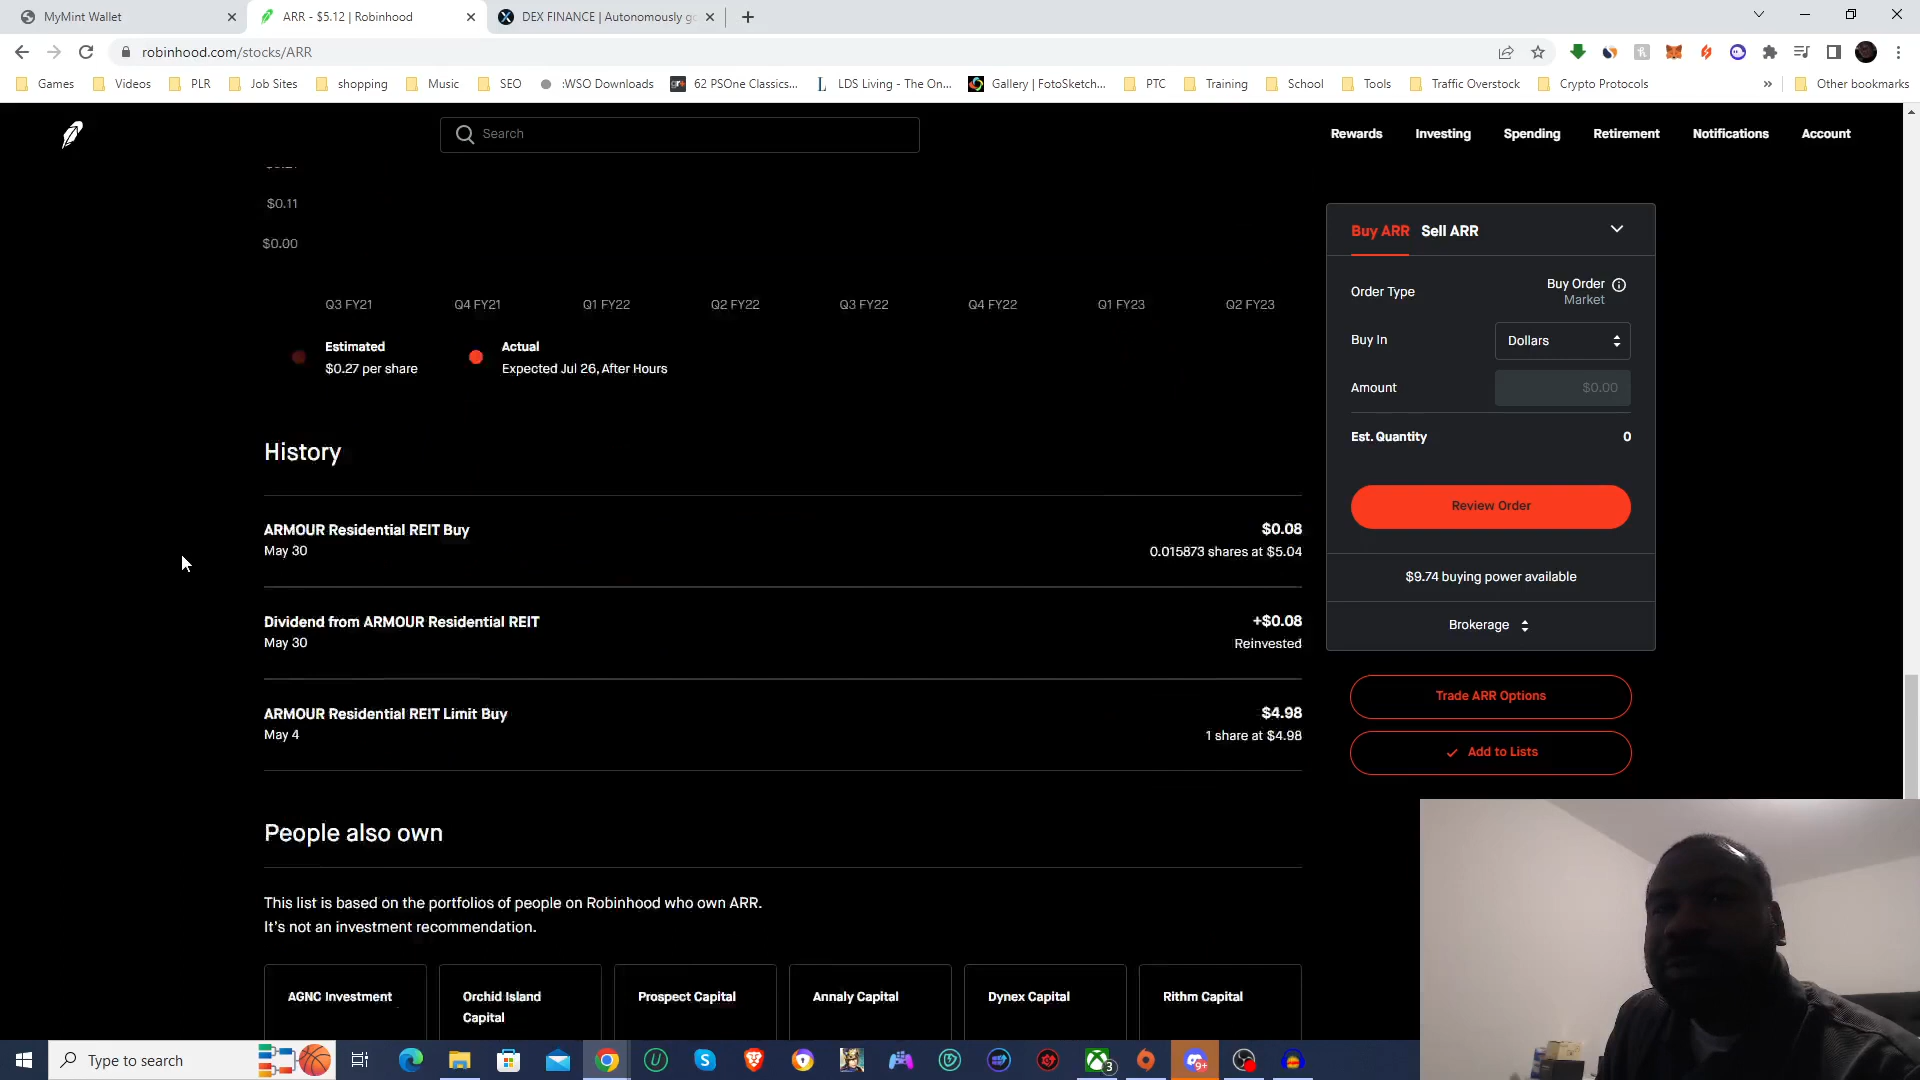 MyMint Wallet
ARR - $5.12 | Robinhood
DEX FINANCE | Autonomously g
robinhood.com/stocks/ARR
Games
Videos
PLR
Job Sites
shopping
Music
SEO
:WSO Downloads
62 PSOne Classics...
LDS Living - The On...
Gallery | FotoSketch...
PTC
Training
School
Tools
Traffic Overstock
Crypto Protocols
»
Other bookmarks
Search
Rewards
Investing
Spending
Retirement
Notifications
Account
$0.11
$0.00
Q3 FY21
Q4 FY21
Q1 FY22
Q2 FY22
Q3 FY22
Q4 FY22
Q1 FY23
Q2 FY23
Estimated
$0.27 per share
Actual
Expected Jul 26, After Hours
History
ARMOUR Residential REIT Buy
May 30
$0.08
0.015873 shares at $5.04
Dividend from ARMOUR Residential REIT
May 30
+$0.08
Reinvested
ARMOUR Residential REIT Limit Buy
May 4
$4.98
1 share at $4.98
People also own
This list is based on the portfolios of people on Robinhood who own ARR.
It's not an investment recommendation.
AGNC Investment
Orchid Island
Capital
Prospect Capital
Annaly Capital
Dynex Capital
Rithm Capital
Buy ARR
Sell ARR
Order Type
Buy Order
Market
Buy In
Dollars
Amount
$0.00
Est. Quantity
0
Review Order
$9.74 buying power available
Brokerage
Trade ARR Options
Add to Lists
Type to search
3
9+